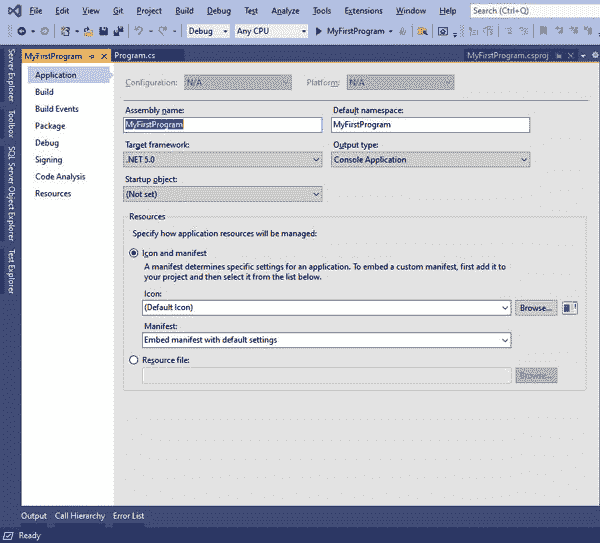 File Edit View Git Project Build Debug Test Analyze Tools Extensions Window Help Search (Ctrl+Q)
Debug Any CPU MyFirstProgram
Server Explorer
Toolbox
SQL Server Object Explorer
Test Explorer
MyFirstProgram Program.cs MyFirstProgram.csproj
Application
Build
Build Events
Package
Debug
Signing
Code Analysis
Resources
Configuration: N/A Platform: N/A
Assembly name: Default namespace:
MyFirstProgram MyFirstProgram
Target framework: Output type:
.NET 5.0 Console Application
Startup object:
(Not set)
Resources
Specify how application resources will be managed:
Icon and manifest
A manifest determines specific settings for an application. To embed a custom manifest, first add it to
your project and then select it from the list below.
Icon:
(Default Icon) Browse...
Manifest:
Embed manifest with default settings
Resource file:
Browse...
Output Call Hierarchy Error List
Ready